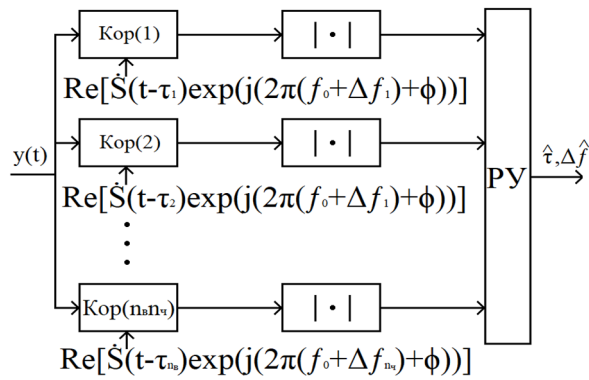 Кор(1) | · |
Re[Ṡ(t-τ₁)exp(j(2π(f₀+Δf₁)+ϕ))]
y(t) Кор(2) | · |
РУ τ̂,Δf̂
Re[Ṡ(t-τ₂)exp(j(2π(f₀+Δf₁)+ϕ))]
Кор(nвnч) | · |
Re[Ṡ(t-τnв)exp(j(2π(f₀+Δfnч)+ϕ))]